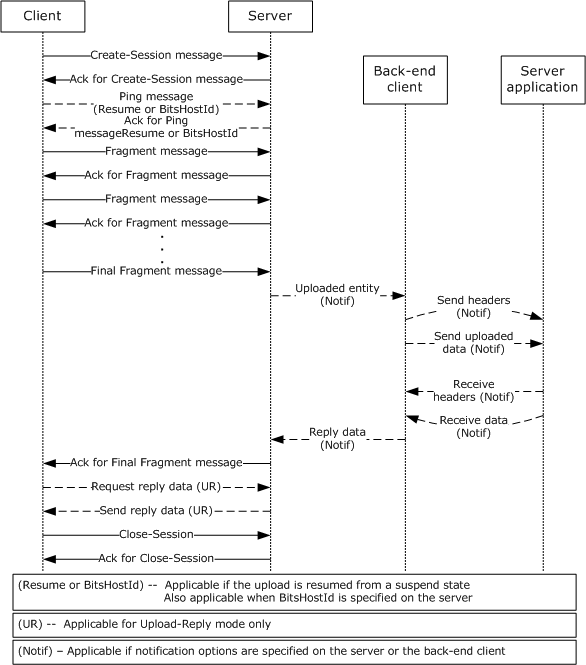 Client
Server
Back-end
client
Server
application
Create-Session message
Ack for Create-Session message
Ping message
(Resume or BitsHostId)
Ack for Ping
messageResume or BitsHostId
Fragment message
Ack for Fragment message
Fragment message
Ack for Fragment message
.
.
.
Final Fragment message
Uploaded entity
(Notif)
Send headers
(Notif)
Send uploaded
data (Notif)
Receive
headers (Notif)
Receive data
(Notif)
Reply data
(Notif)
Ack for Final Fragment message
Request reply data (UR)
Send reply data (UR)
Close-Session
Ack for Close-Session
(Resume or BitsHostId) -- Applicable if the upload is resumed from a suspend state
Also applicable when BitsHostId is specified on the server
(UR) -- Applicable for Upload-Reply mode only
(Notif) – Applicable if notification options are specified on the server or the back-end client